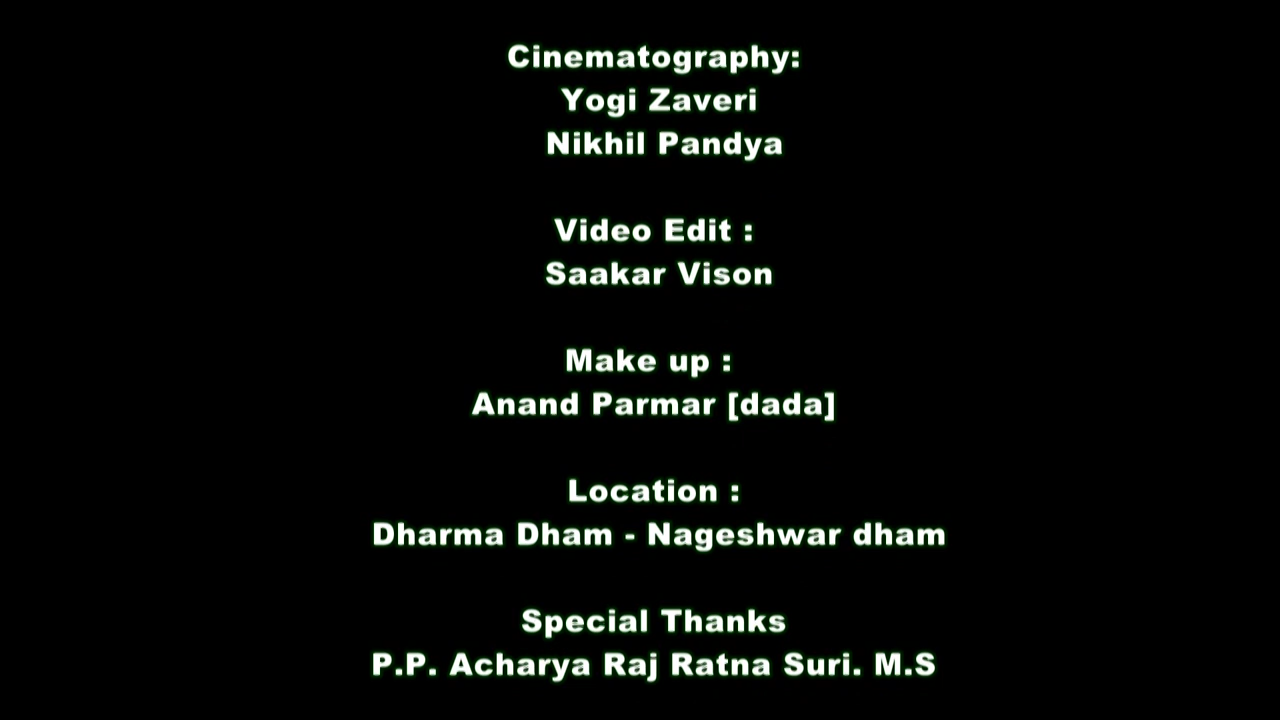 Cinematography:
Yogi Zaveri
Nikhil Pandya
Video Edit :
Saakar Vison
Make up :
Anand Parmar [dada]
Location :
Dharma Dham - Nageshwar dham
Special Thanks
P.P. Acharya Raj Ratna Suri. M.S